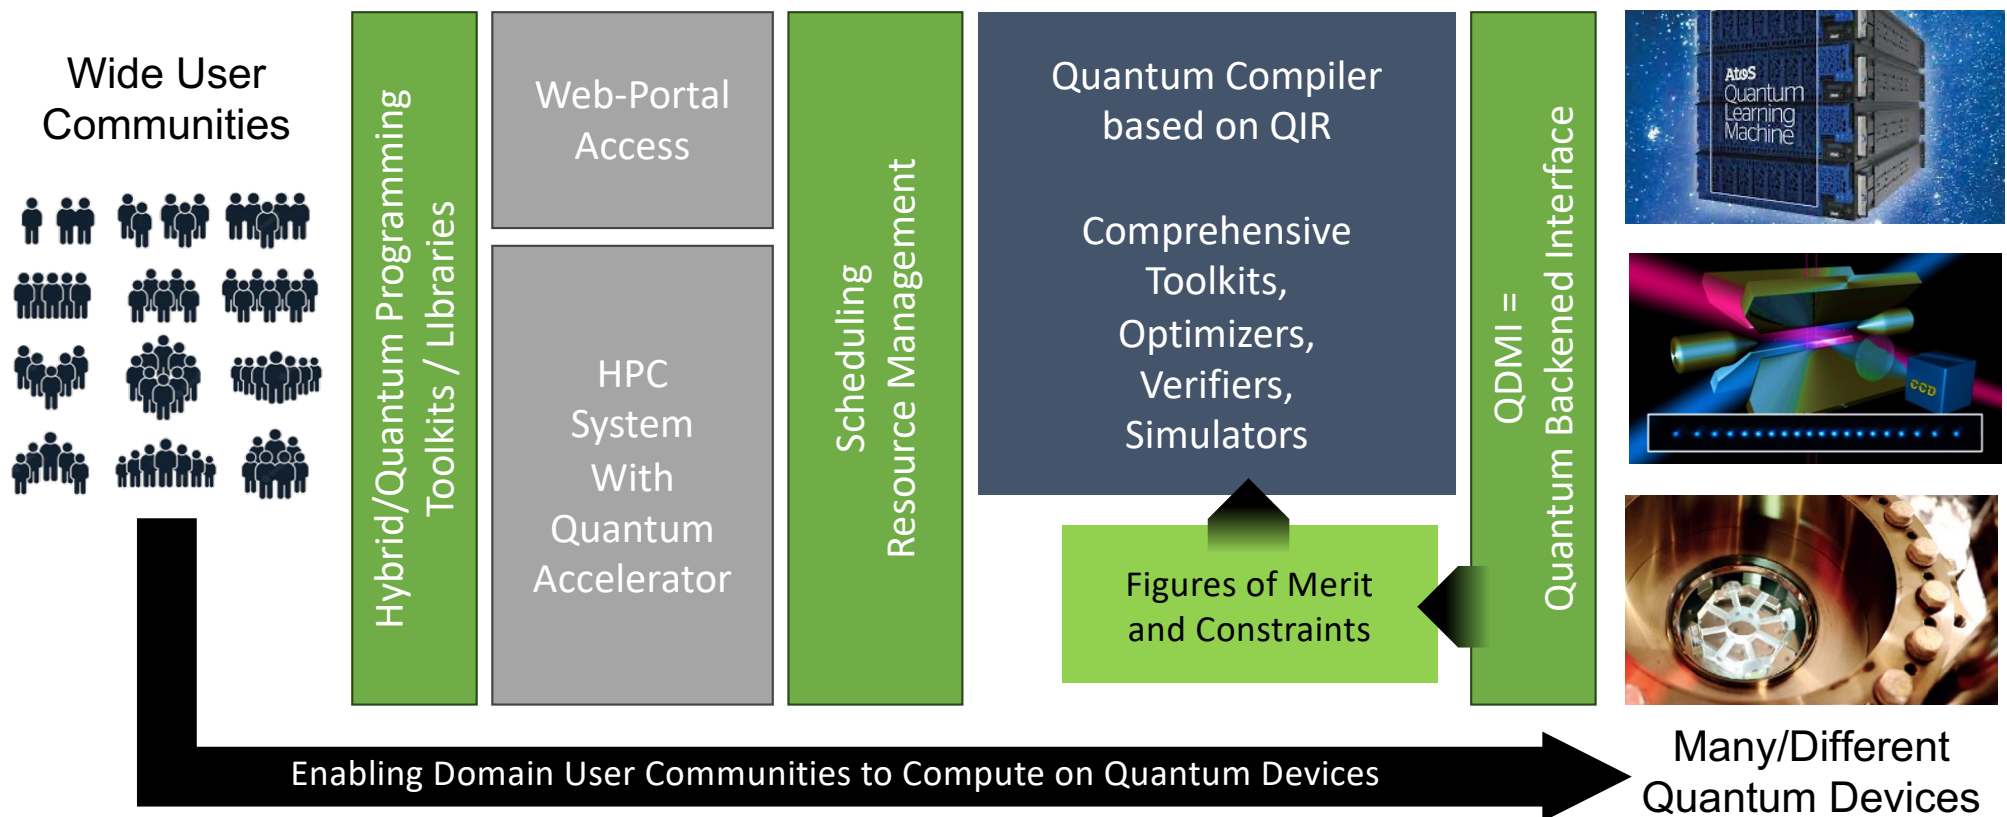 Wide User
Communities
Hybrid/Quantum Programming
Toolkits / LIbraries
Web-Portal
Access
HPC
System
With
Quantum
Accelerator
Scheduling
Resource Management
Quantum Compiler
based on QIR
Comprehensive
Toolkits,
Optimizers,
Verifiers,
Simulators
Figures of Merit
and Constraints
QDMI =
Quantum Backened Interface
Atos
Quantum
Learning
Machine
CCD
Many/Different
Quantum Devices
Enabling Domain User Communities to Compute on Quantum Devices